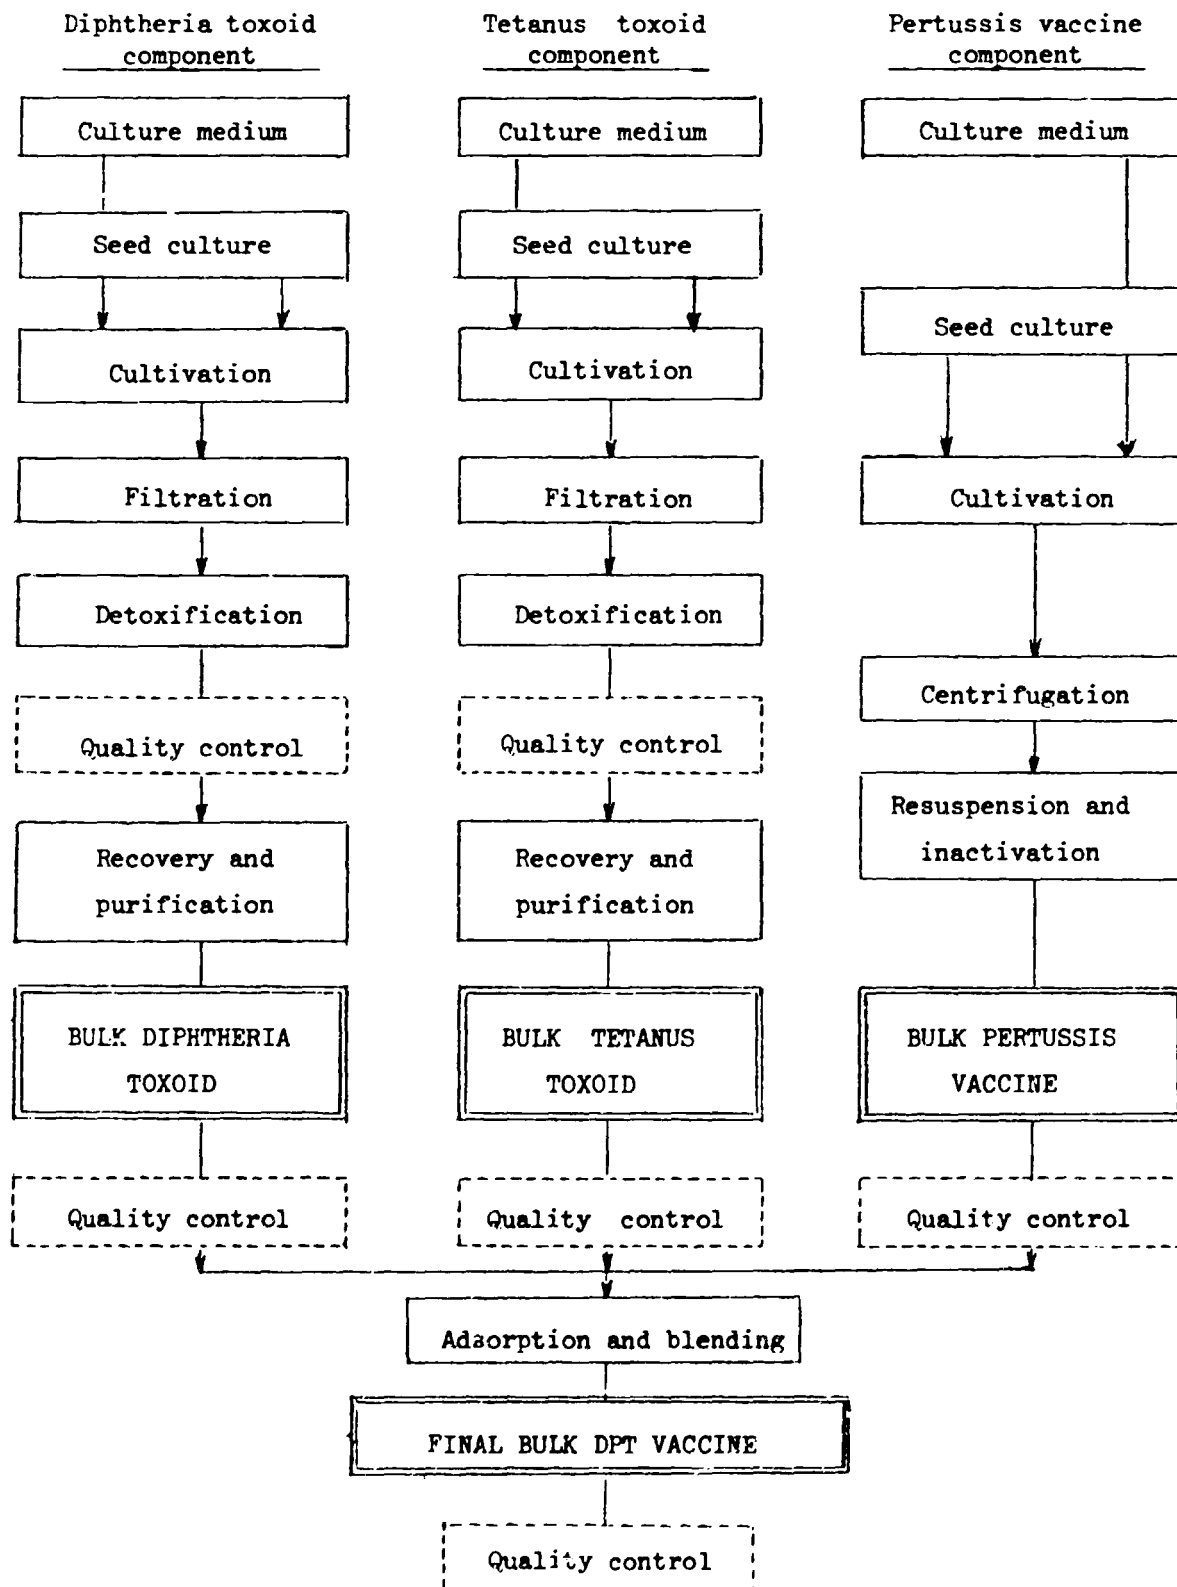 Diphtheria toxoid
component
Tetanus toxoid
component
Pertussis vaccine
component
Culture medium
Culture medium
Culture medium
Seed culture
Seed culture
Seed culture
Cultivation
Cultivation
Filtration
Filtration
Cultivation
Detoxification
Detoxification
Centrifugation
Quality control
Quality control
Resuspension and
inactivation
Recovery and
purification
Recovery and
purification
BULK DIPHTHERIA
TOXOID
BULK TETANUS
TOXOID
BULK PERTUSSIS
VACCINE
Quality control
Quality control
Quality control
Adsorption and blending
FINAL BULK DPT VACCINE
Quality control